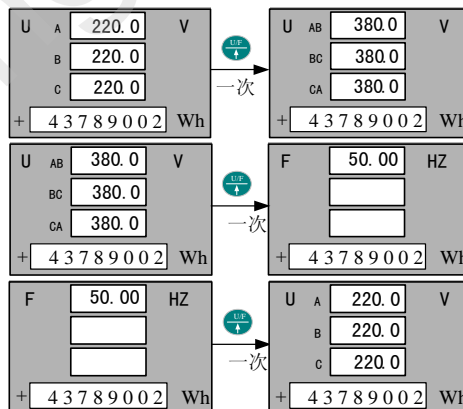 U A 220.0 V
B 220.0
C 220.0
+ 43789002 Wh
U/F
一次
U AB 380.0 V
BC 380.0
CA 380.0
+ 43789002 Wh
U AB 380.0 V
BC 380.0
CA 380.0
+ 43789002 Wh
U/F
一次
F 50.00 HZ
+ 43789002 Wh
F 50.00 HZ
+ 43789002 Wh
U/F
一次
U A 220.0 V
B 220.0
C 220.0
+ 43789002 Wh